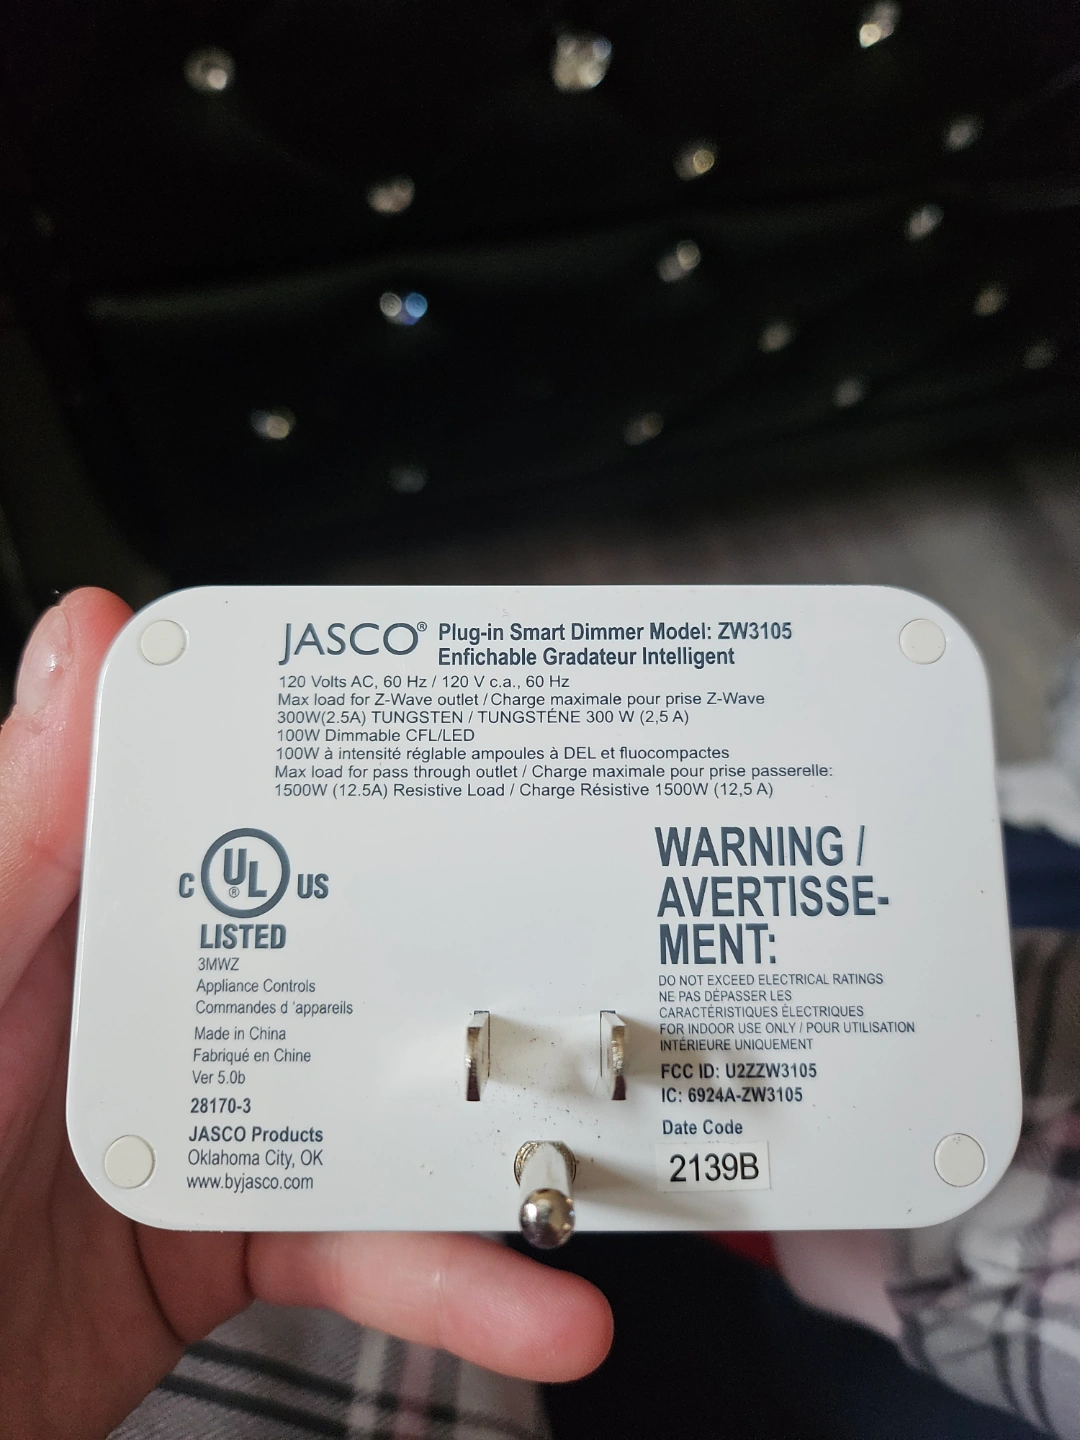 JASCO® Plug-in Smart Dimmer Model: ZW3105
Enfichable Gradateur Intelligent
120 Volts AC, 60 Hz / 120 V c.a., 60 Hz
Max load for Z-Wave outlet / Charge maximale pour prise Z-Wave
300W(2.5A) TUNGSTEN / TUNGSTÉNE 300 W (2,5 A)
100W Dimmable CFL/LED
100W à intensité réglable ampoules à DEL et fluocompactes
Max load for pass through outlet / Charge maximale pour prise passerelle:
1500W (12.5A) Resistive Load / Charge Résistive 1500W (12,5 A)
C UL® US
LISTED
3MWZ
Appliance Controls
Commandes d 'appareils
Made in China
Fabriqué en Chine
Ver 5.0b
28170-3
JASCO Products
Oklahoma City, OK
www.byjasco.com
WARNING /
AVERTISSE-
MENT:
DO NOT EXCEED ELECTRICAL RATINGS
NE PAS DÉPASSER LES
CARACTÉRISTIQUES ÉLECTRIQUES
FOR INDOOR USE ONLY / POUR UTILISATION
INTÉRIEURE UNIQUEMENT
FCC ID: U2ZZW3105
IC: 6924A-ZW3105
Date Code
2139B